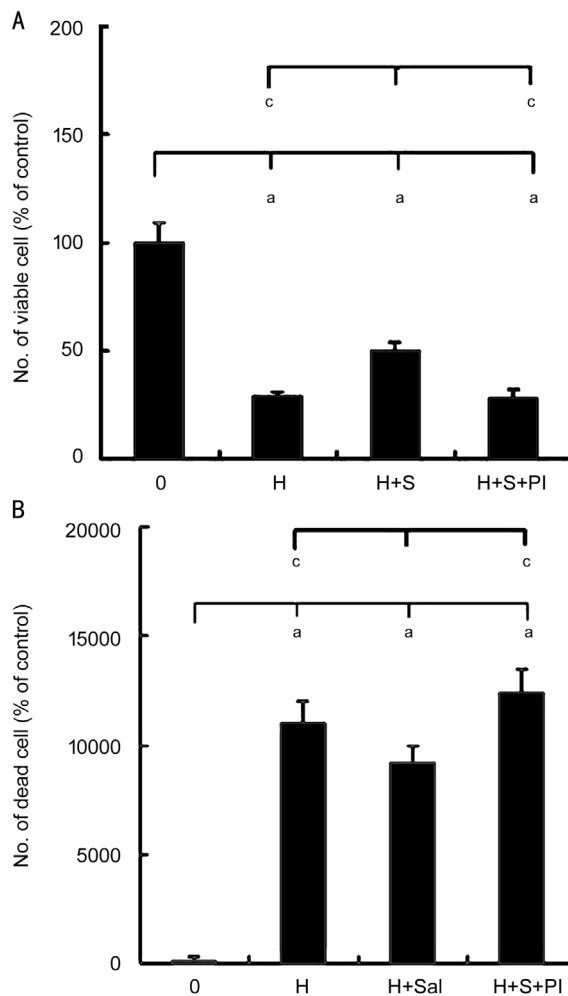 A
No. of viable cell (% of control)
200
150
100
50
0
c c
a a a
0 H H+S H+S+PI
B
No. of dead cell (% of control)
20000
15000
10000
5000
0
c c
a a a
0 H H+Sal H+S+PI